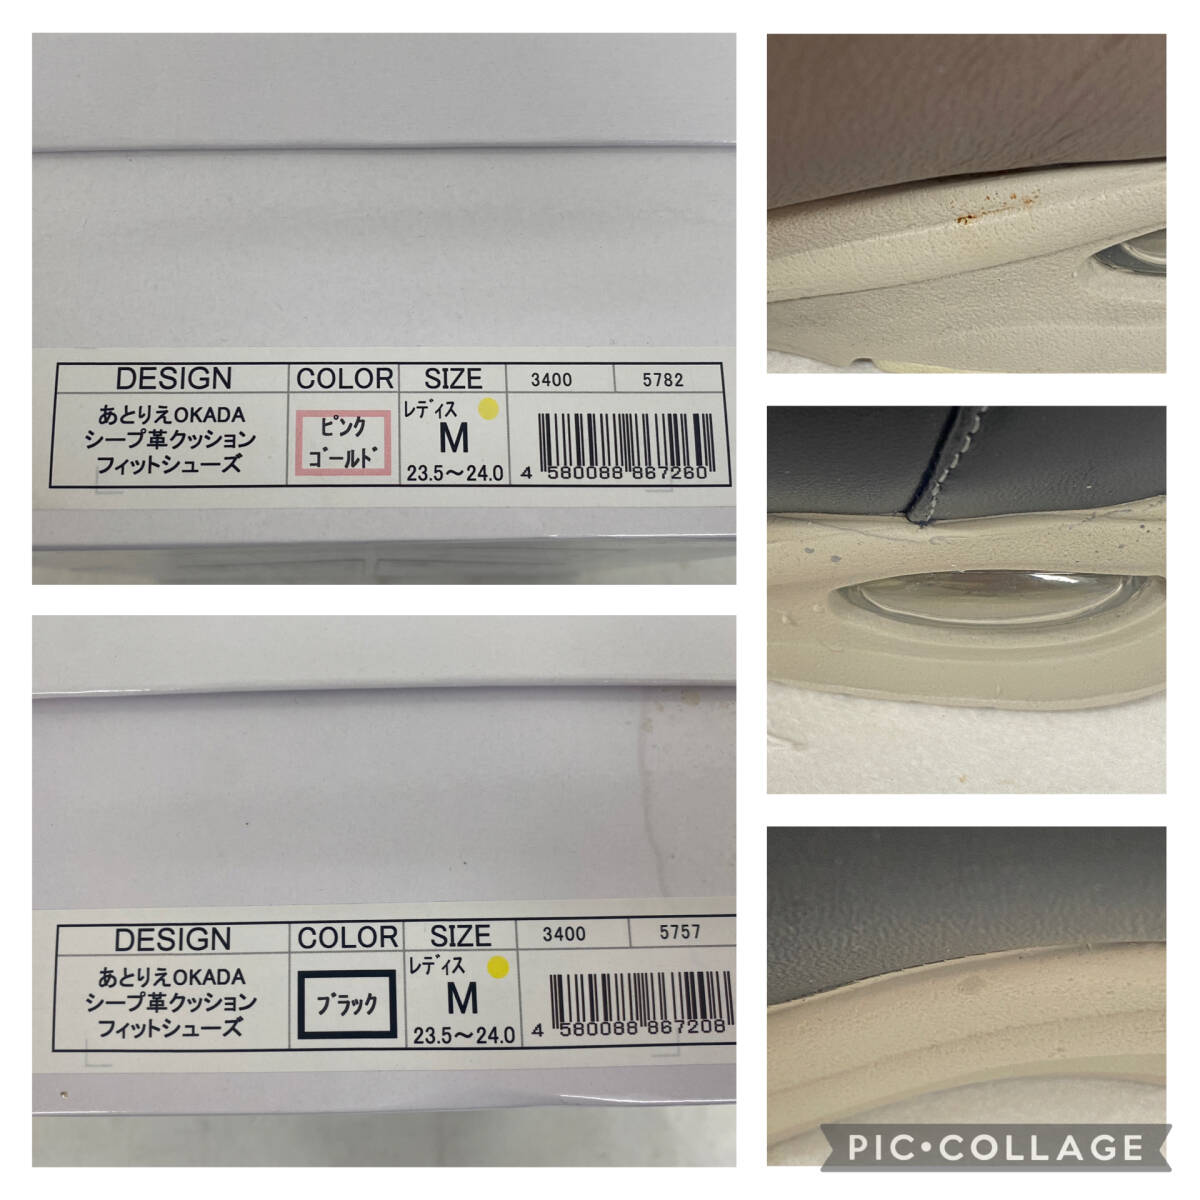 DESIGN COLOR SIZE 3400 5782
あとりえOKADA
シープ革クッション
フィットシューズ
ピンク
ゴールド
レディス
M
23.5～24.0
4 580088 867260
DESIGN COLOR SIZE 3400 5757
あとりえOKADA
シープ革クッション
フィットシューズ
ブラック
レディス
M
23.5～24.0
4 580088 867208
PIC•COLLAGE